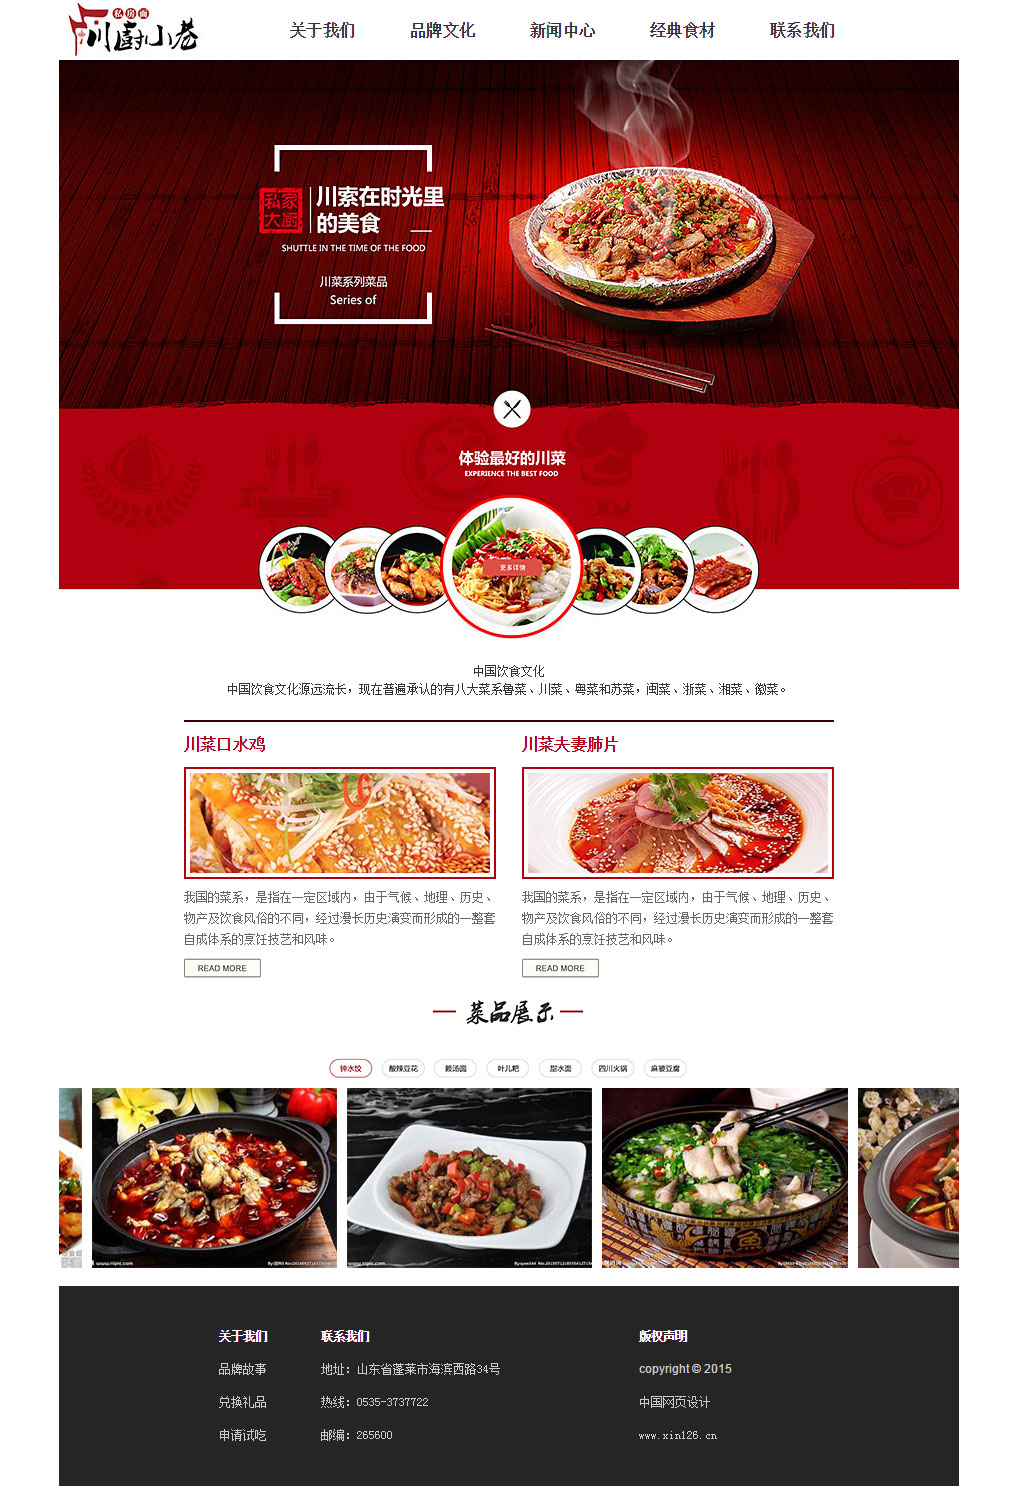 私房面
川廚小巷
关于我们 品牌文化 新闻中心 经典食材 联系我们
私家大厨
川索在时光里
的美食
SHUTTLE IN THE TIME OF THE FOOD
川菜系列菜品
Series of
体验最好的川菜
EXPERIENCE THE BEST FOOD
更多详情
中国饮食文化
中国饮食文化源远流长，现在普遍承认的有八大菜系鲁菜、川菜、粤菜和苏菜，闽菜、浙菜、湘菜、徽菜。
川菜口水鸡
我国的菜系，是指在一定区域内，由于气候、地理、历史、
物产及饮食风俗的不同，经过漫长历史演变而形成的一整套
自成体系的烹饪技艺和风味。
READ MORE
川菜夫妻肺片
我国的菜系，是指在一定区域内，由于气候、地理、历史、
物产及饮食风俗的不同，经过漫长历史演变而形成的一整套
自成体系的烹饪技艺和风味。
READ MORE
菜品展示
钟水饺 酸辣豆花 赖汤圆 叶儿粑 甜水面 四川火锅 麻婆豆腐
www.nipic.com
关于我们
品牌故事
兑换礼品
申请试吃
联系我们
地址：山东省蓬莱市海滨西路34号
热线：0535-3737722
邮编：265600
版权声明
copyright © 2015
中国网页设计
www.xin126.cn